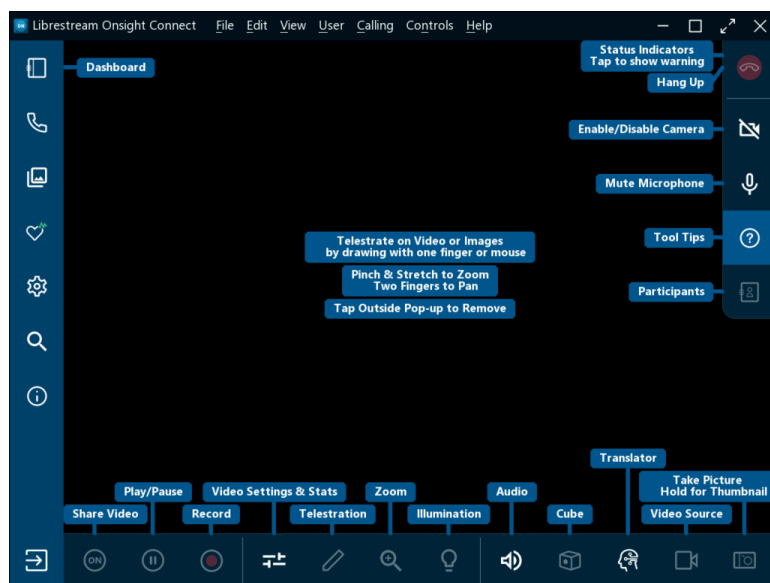 Librestream Onsight Connect File Edit View User Calling Controls Help
Dashboard
Status Indicators
Tap to show warning
Hang Up
Enable/Disable Camera
Mute Microphone
Telestrate on Video or Images
by drawing with one finger or mouse
Tool Tips
Pinch & Stretch to Zoom
Two Fingers to Pan
Participants
Tap Outside Pop-up to Remove
Translator
Take Picture
Hold for Thumbnail
Play/Pause
Video Settings & Stats
Zoom
Audio
Share Video
Record
Telestration
Illumination
Cube
Video Source
ON